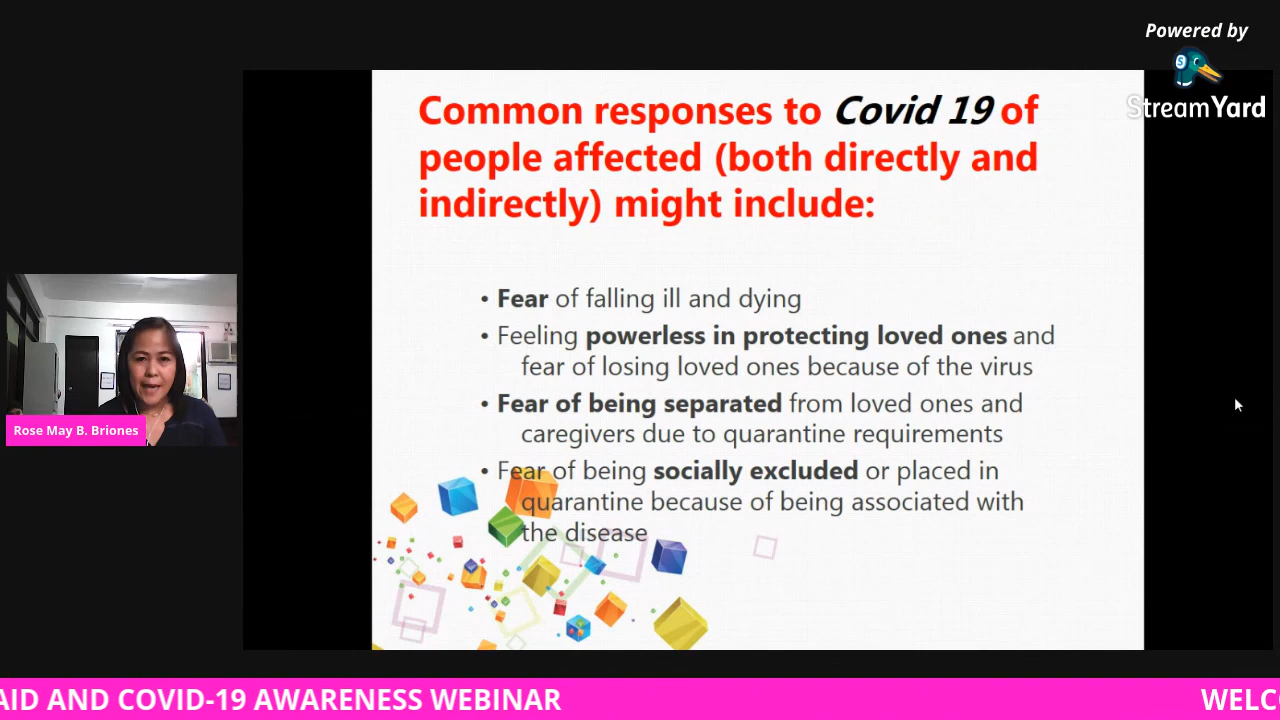 Powered by
StreamYard
Common responses to Covid 19 of
people affected (both directly and
indirectly) might include:
• Fear of falling ill and dying
• Feeling powerless in protecting loved ones and
fear of losing loved ones because of the virus
• Fear of being separated from loved ones and
caregivers due to quarantine requirements
• Fear of being socially excluded or placed in
quarantine because of being associated with
the disease
Rose May B. Briones
AID AND COVID-19 AWARENESS WEBINAR
WELC